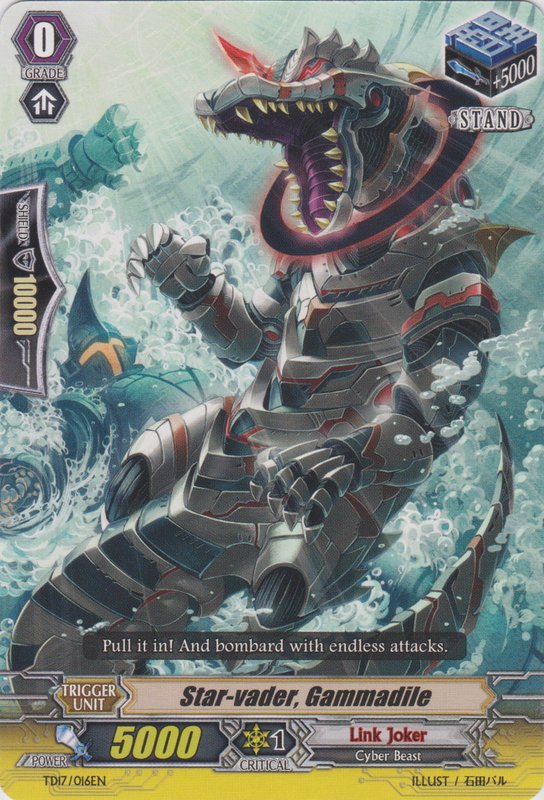 0
GRADE
+5000
STAND
SHIELD
10000
Pull it in! And bombard with endless attacks.
TRIGGER
UNIT
Star-vader, Gammadile
POWER
5000
1
CRITICAL
Link Joker
Cyber Beast
TD17/016EN
ILLUST / 石田バル